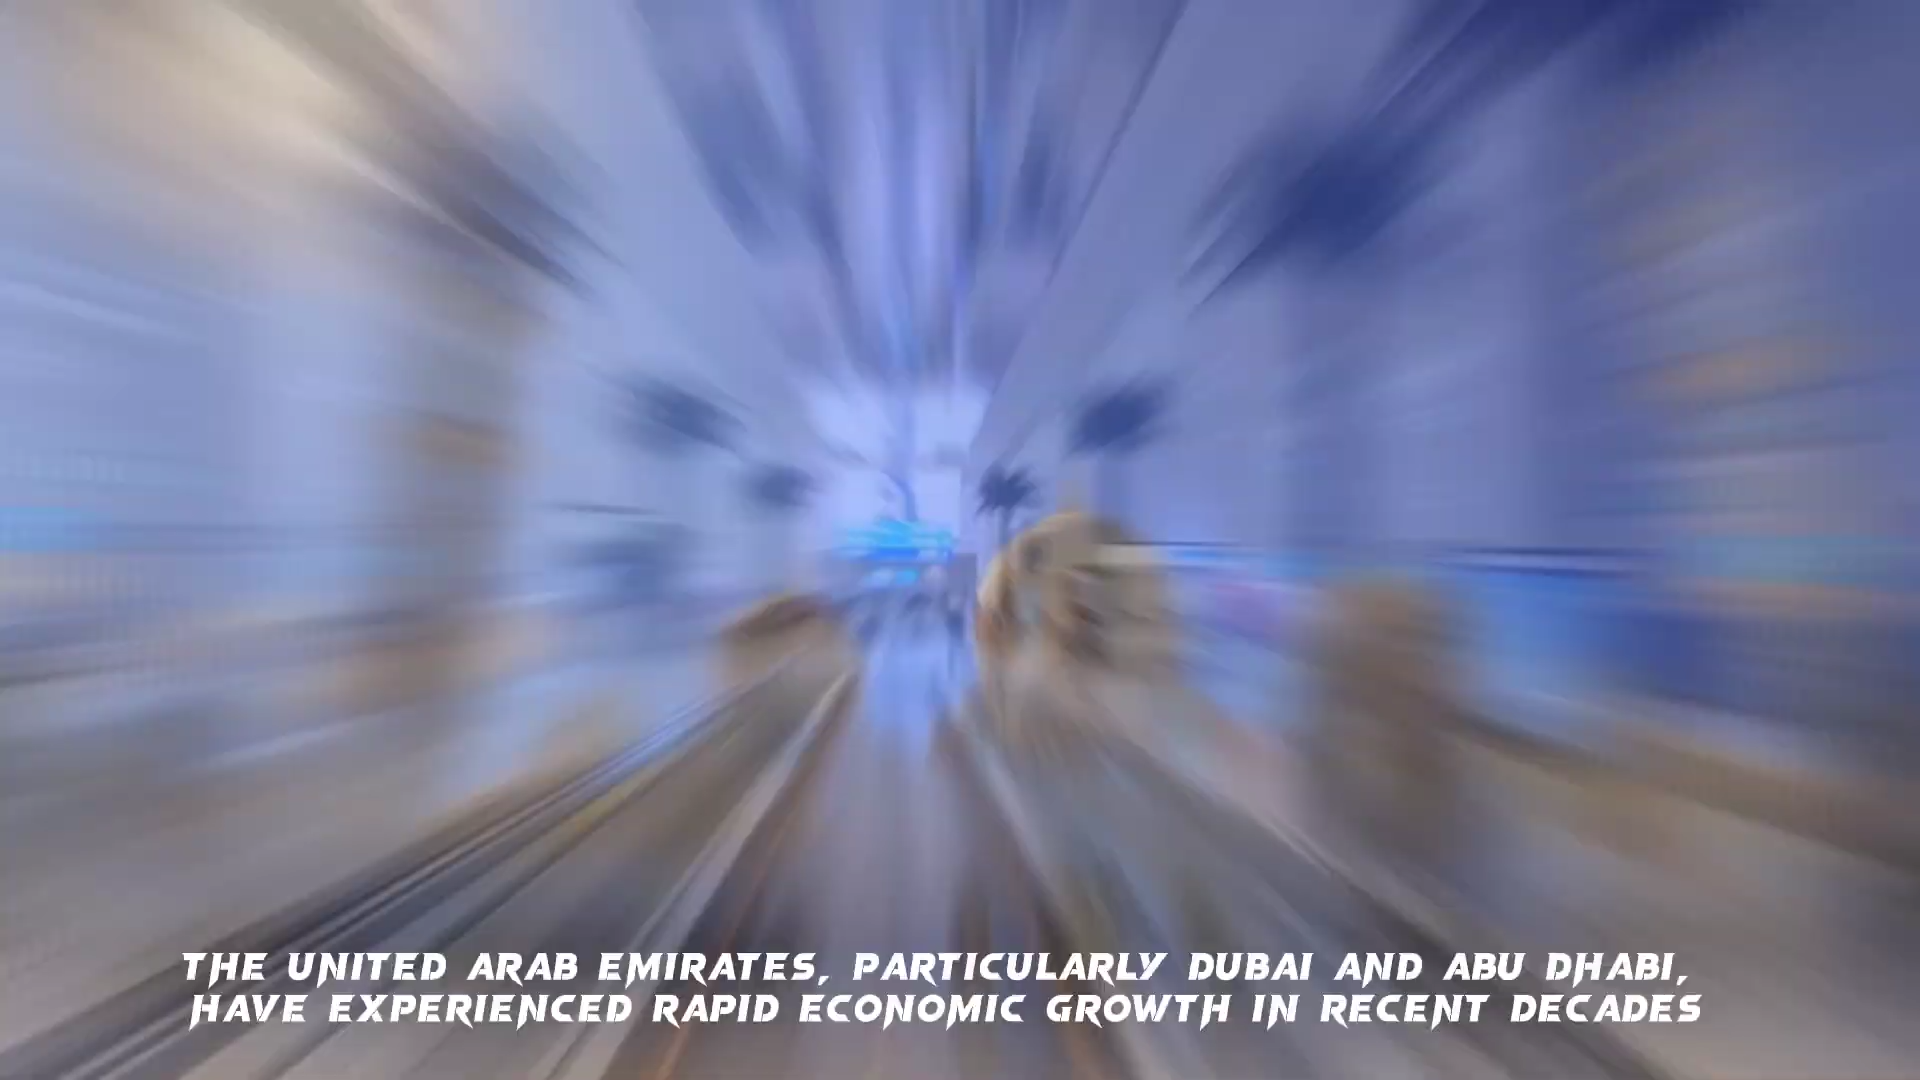 THE UNITED ARAB EMIRATES, PARTICULARLY DUBAI AND ABU DHABI,
HAVE EXPERIENCED RAPID ECONOMIC GROWTH IN RECENT DECADES